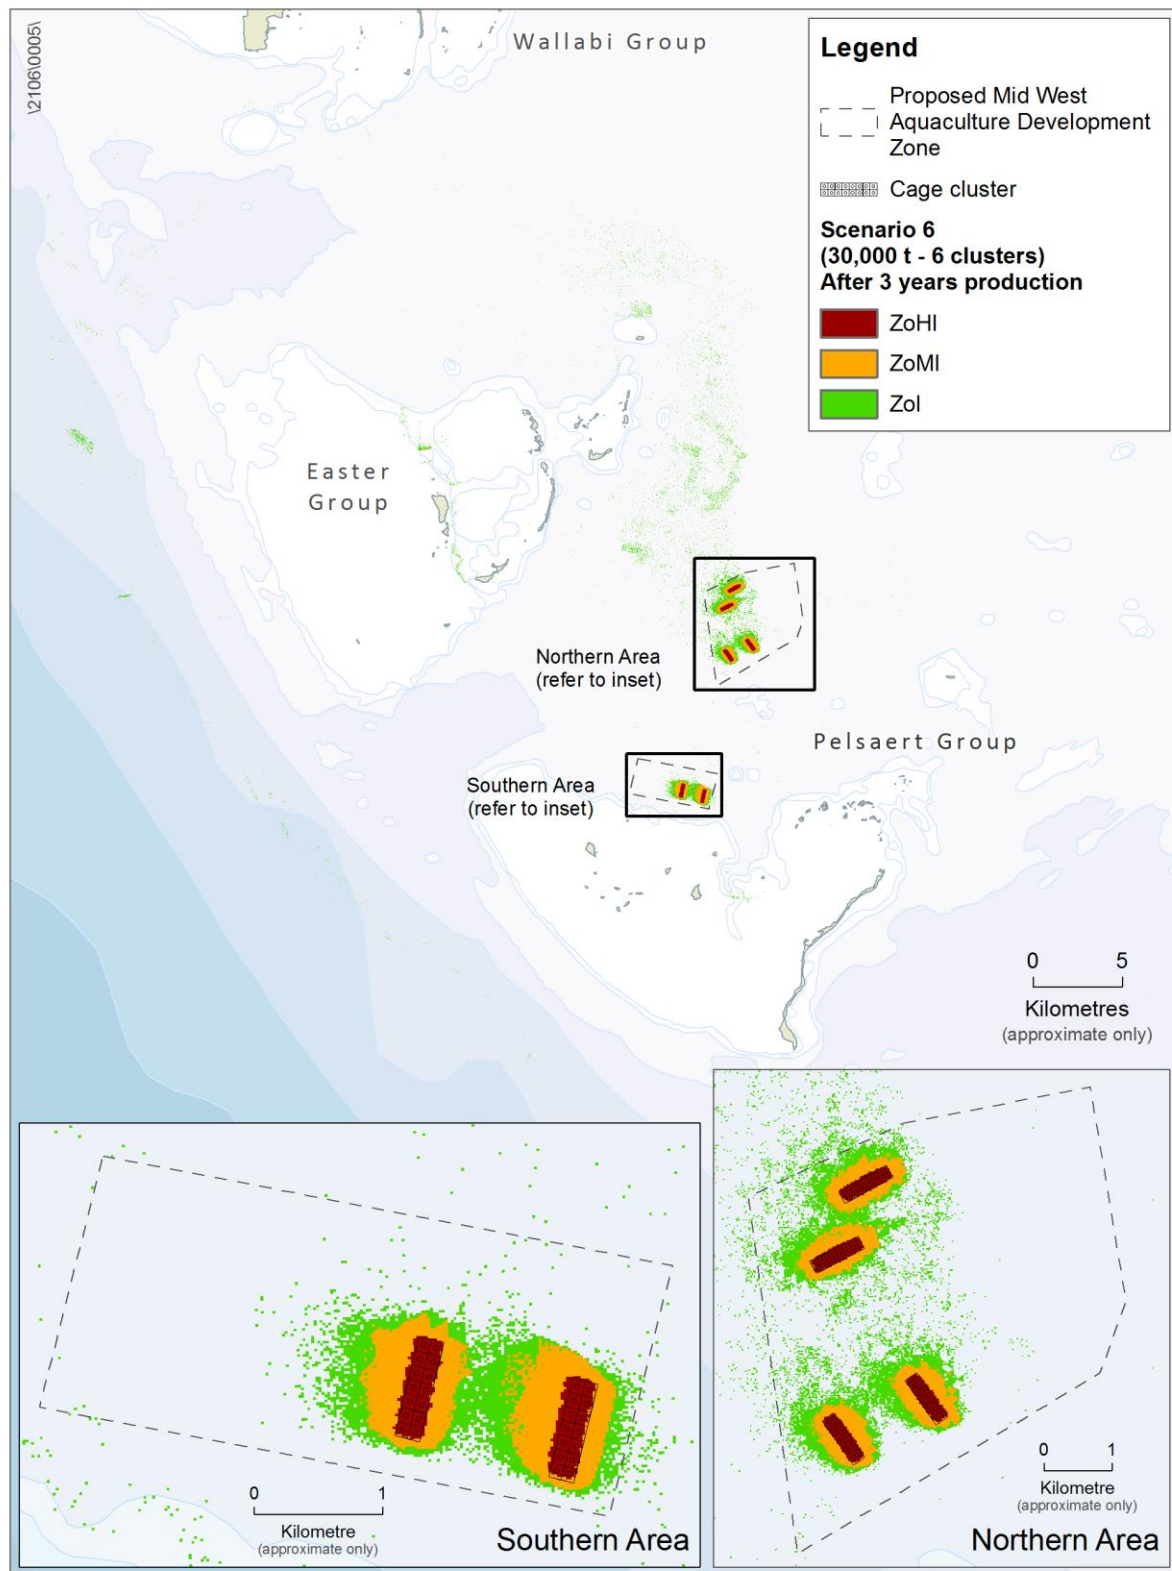 \2106\0005\
Wallabi Group
Legend
Proposed Mid West
Aquaculture Development
Zone
Cage cluster
Scenario 6
(30,000 t - 6 clusters)
After 3 years production
ZoHI
ZoMI
ZoI
Easter
Group
Northern Area
(refer to inset)
Pelsaert Group
Southern Area
(refer to inset)
0 5
Kilometres
(approximate only)
0 1
Kilometre
(approximate only)
Southern Area
0 1
Kilometre
(approximate only)
Northern Area